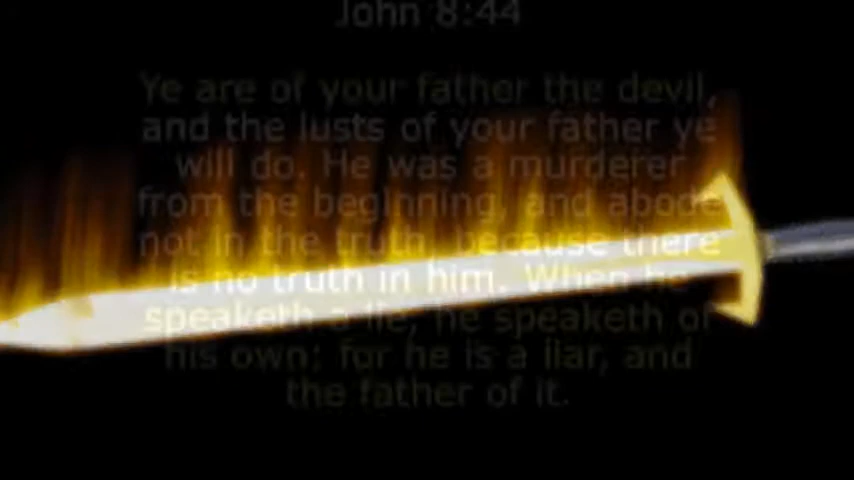 John 8:44
Ye are of your father the devil,
and the lusts of your father ye
will do. He was a murderer
from the beginning, and abode
not in the truth, because there
is no truth in him. When he
speaketh a lie, he speaketh of
his own: for he is a liar, and
the father of it.